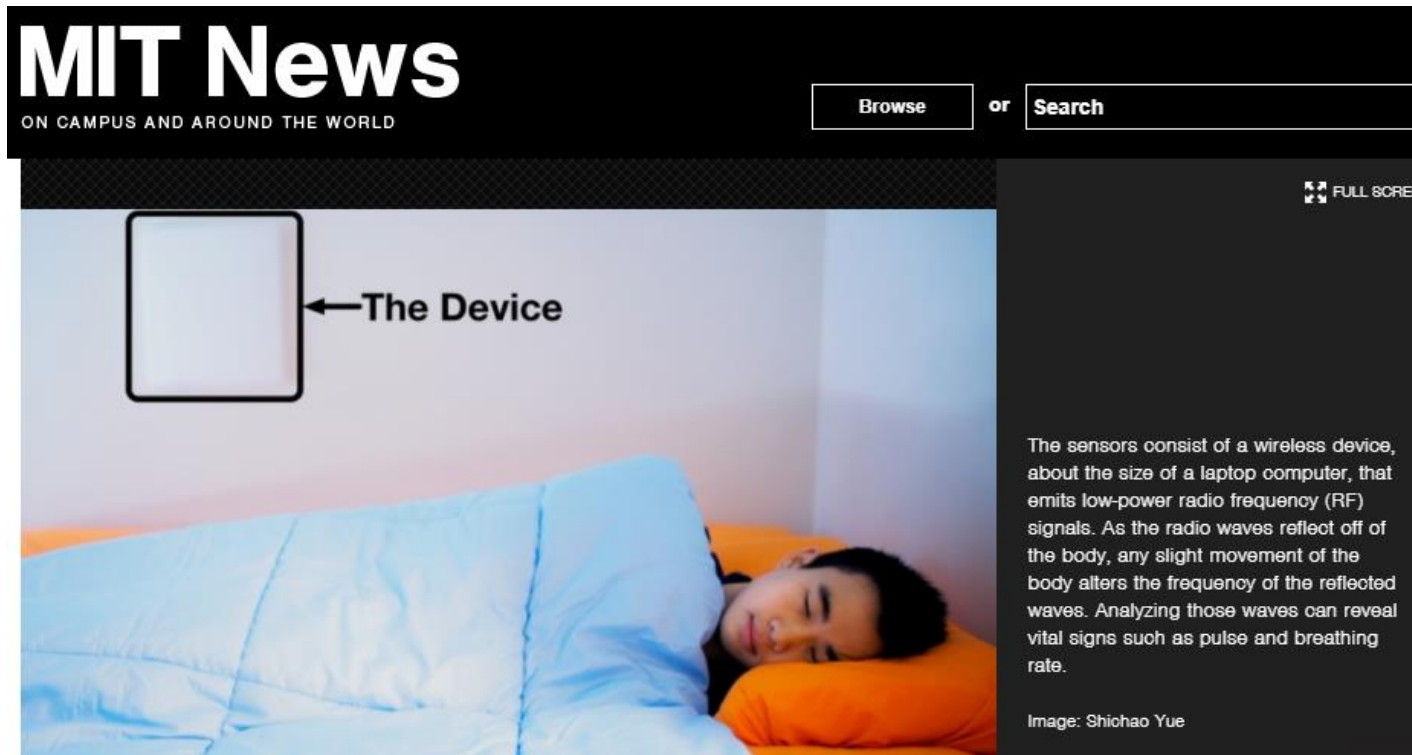 MIT News
ON CAMPUS AND AROUND THE WORLD
Browse or Search
FULL SCRE
The Device
The sensors consist of a wireless device,
about the size of a laptop computer, that
emits low-power radio frequency (RF)
signals. As the radio waves reflect off of
the body, any slight movement of the
body alters the frequency of the reflected
waves. Analyzing those waves can reveal
vital signs such as pulse and breathing
rate.
Image: Shichao Yue